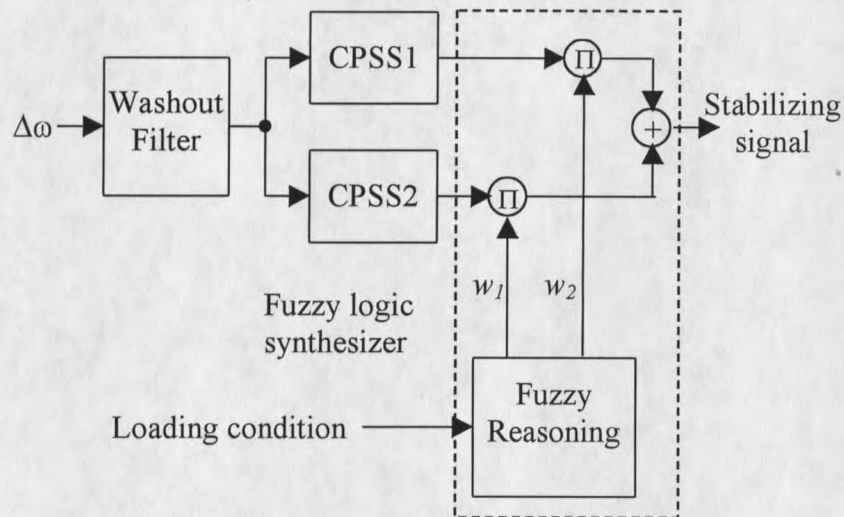 CPSS1
Π
Washout
Filter
Δω
Stabilizing
signal
+
CPSS2
Π
w1
w2
Fuzzy logic
synthesizer
Fuzzy
Reasoning
Loading condition